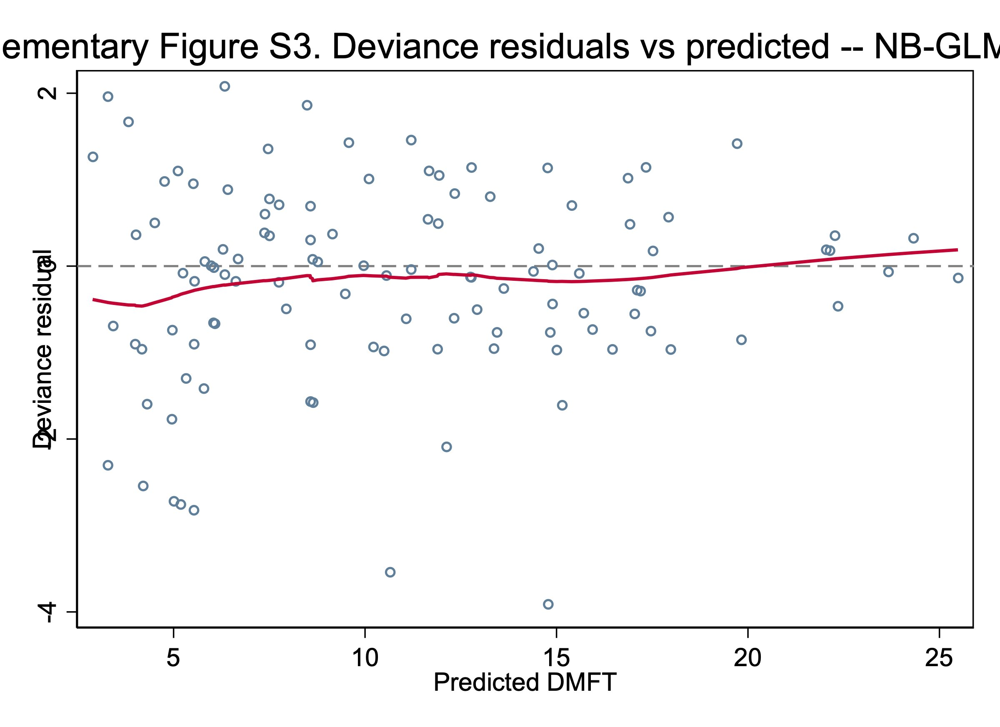 ementary Figure S3. Deviance residuals vs predicted -- NB-GLM
2
0
-2
-4
Deviance residual
5 10 15 20 25
Predicted DMFT